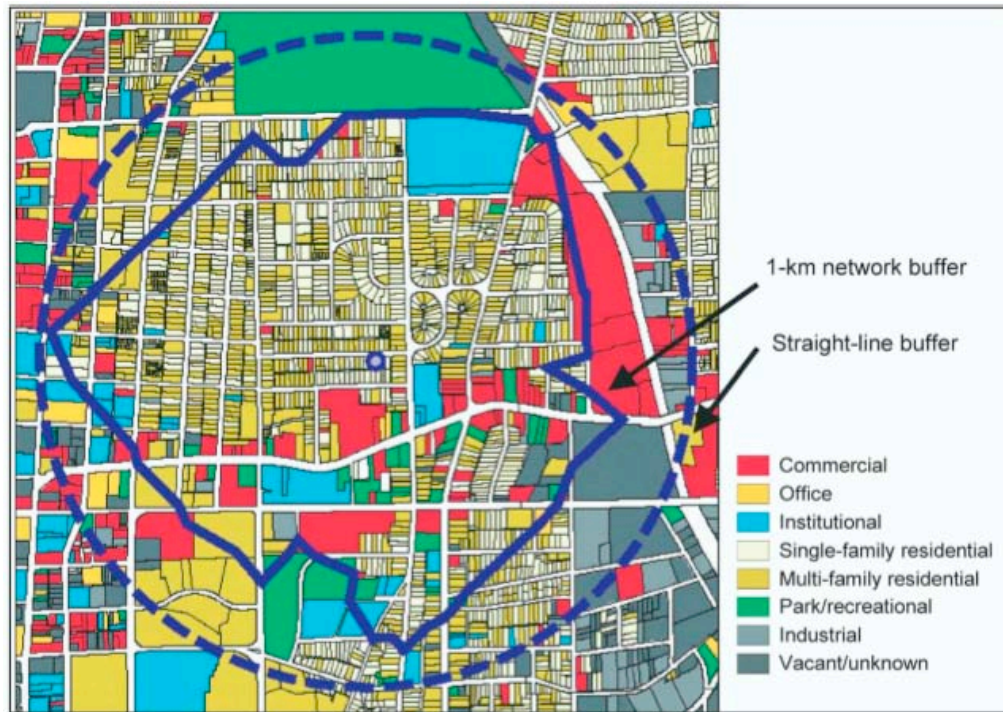 1-km network buffer
Straight-line buffer
Commercial
Office
Institutional
Single-family residential
Multi-family residential
Park/recreational
Industrial
Vacant/unknown